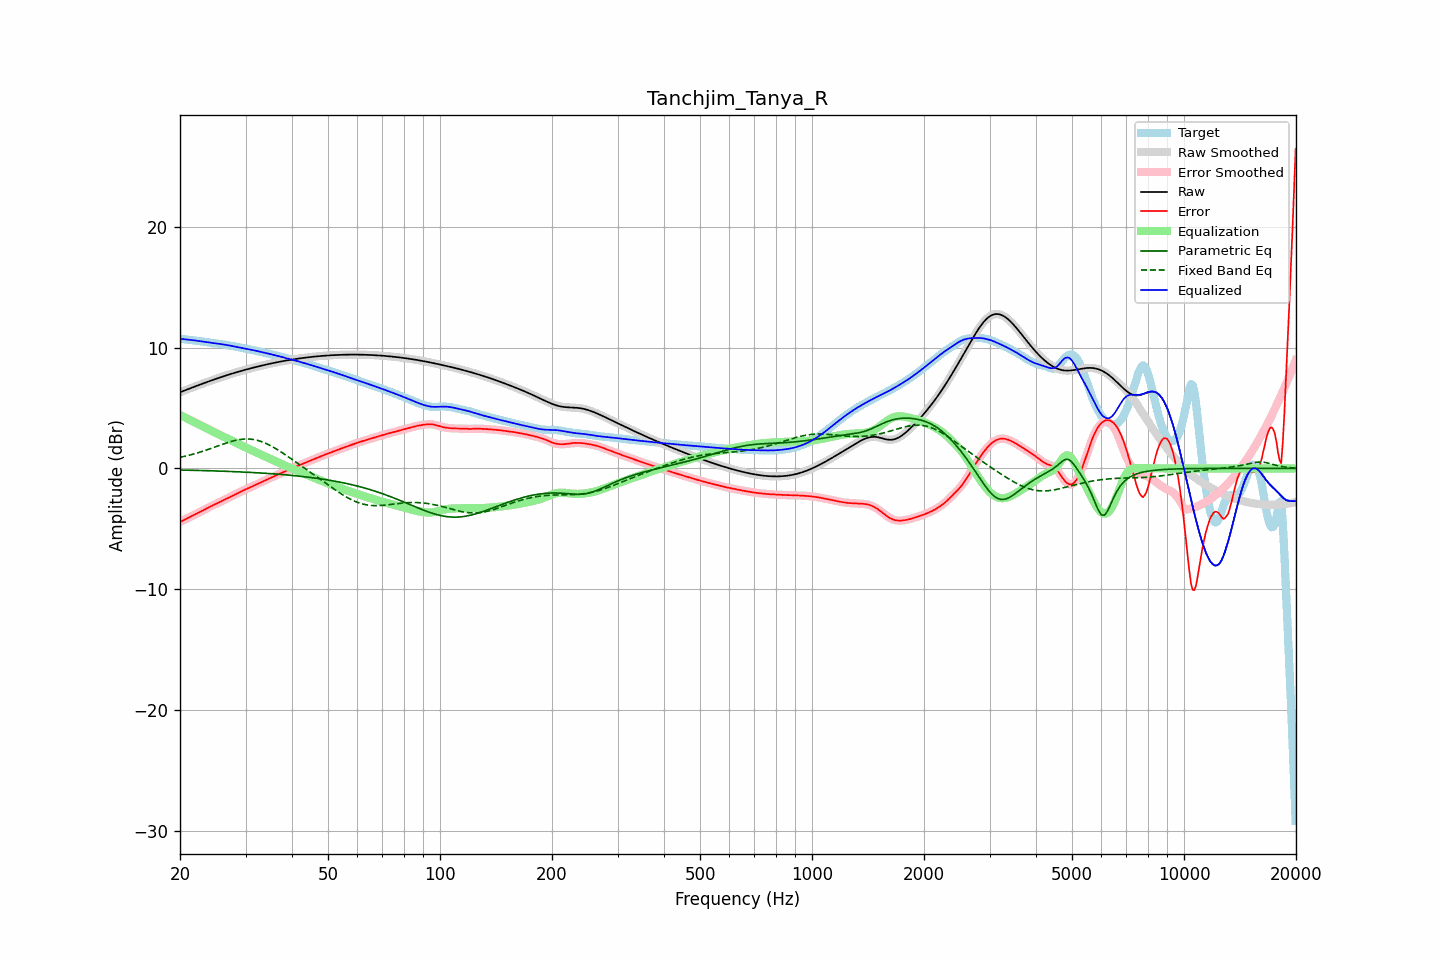 Tanchjim_Tanya_R
Target
Raw Smoothed
Error Smoothed
Raw
Error
Equalization
Parametric Eq
Fixed Band Eq
Equalized
Amplitude (dBr)
20
10
0
−10
−20
−30
20
50
100
200
500
1000
2000
5000
10000
20000
Frequency (Hz)